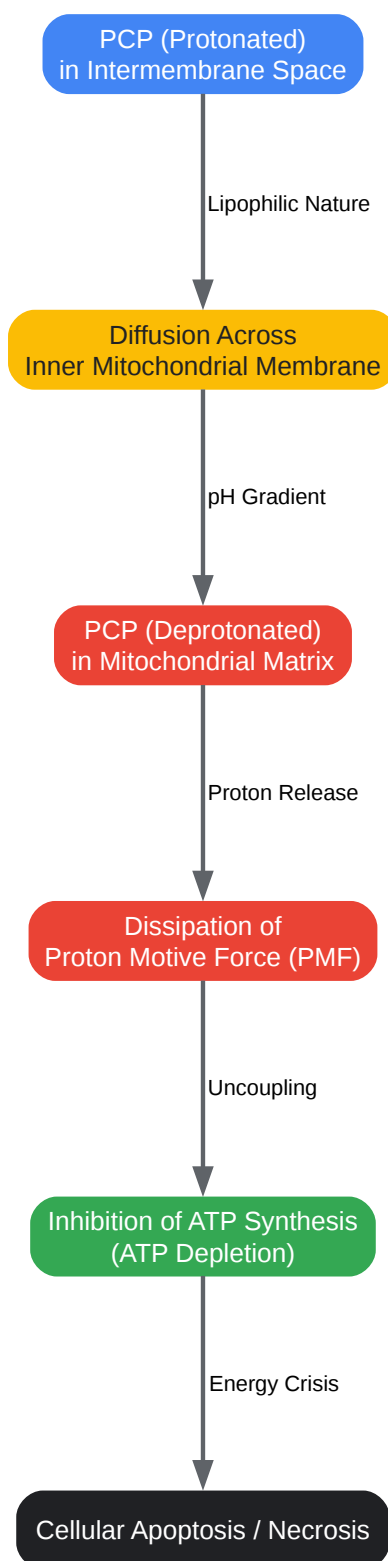 PCP (Protonated)
in Intermembrane Space
Lipophilic Nature
Diffusion Across
Inner Mitochondrial Membrane
pH Gradient
PCP (Deprotonated)
in Mitochondrial Matrix
Proton Release
Dissipation of
Proton Motive Force (PMF)
Uncoupling
Inhibition of ATP Synthesis
(ATP Depletion)
Energy Crisis
Cellular Apoptosis / Necrosis